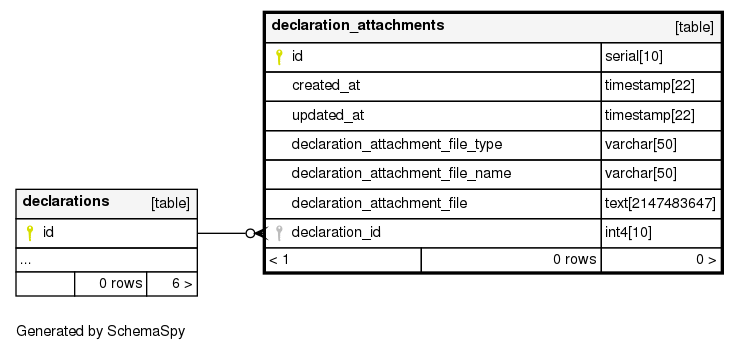 declaration_attachments [table]
id serial[10]
created_at timestamp[22]
updated_at timestamp[22]
declaration_attachment_file_type varchar[50]
declaration_attachment_file_name varchar[50]
declaration_attachment_file text[2147483647]
declaration_id int4[10]
< 1 0 rows 0 >
declarations [table]
id
...
0 rows 6 >
Generated by SchemaSpy